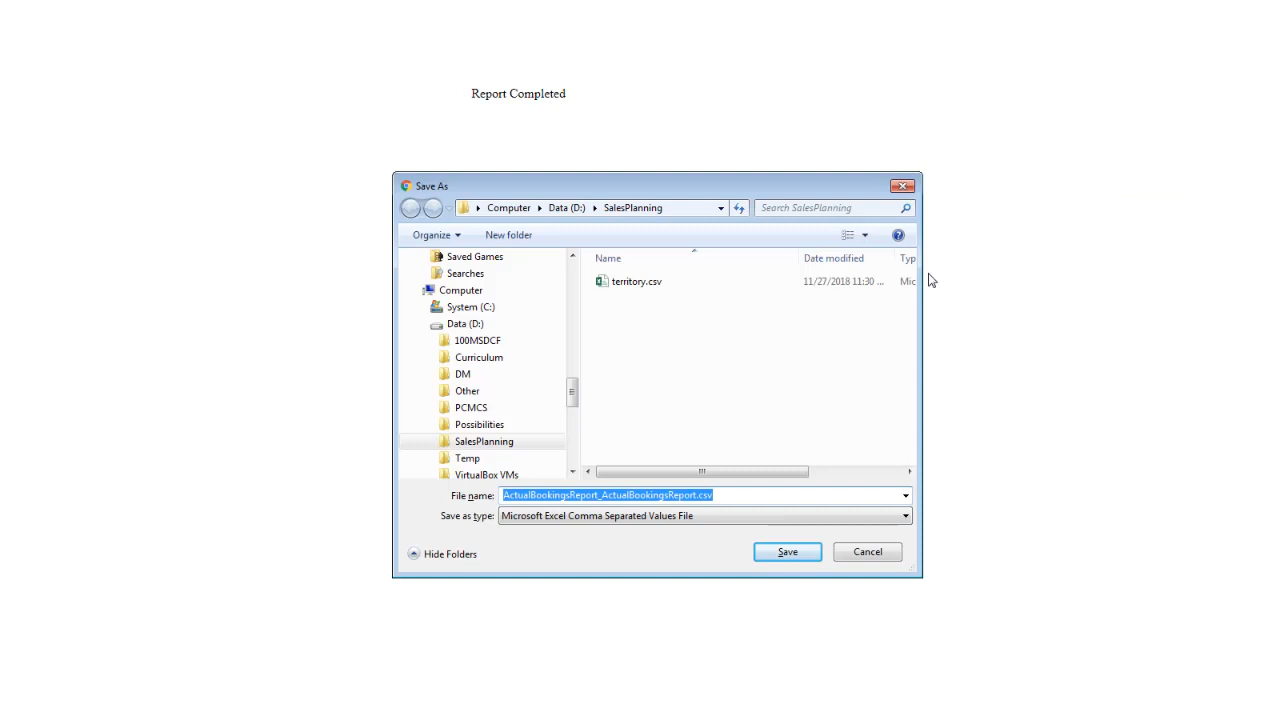 Report Completed
Save As
Computer Data (D:) SalesPlanning
Search SalesPlanning
Organize New folder
Name Date modified Typ
Saved Games
Searches
Computer
System (C:)
Data (D:)
100MSDCF
Curriculum
DM
Other
PCMCS
Possibilities
SalesPlanning
Temp
VirtualBox VMs
territory.csv 11/27/2018 11:30 ... Mic
File name: ActualBookingsReport_ActualBookingsReport.csv
Save as type: Microsoft Excel Comma Separated Values File
Hide Folders Save Cancel